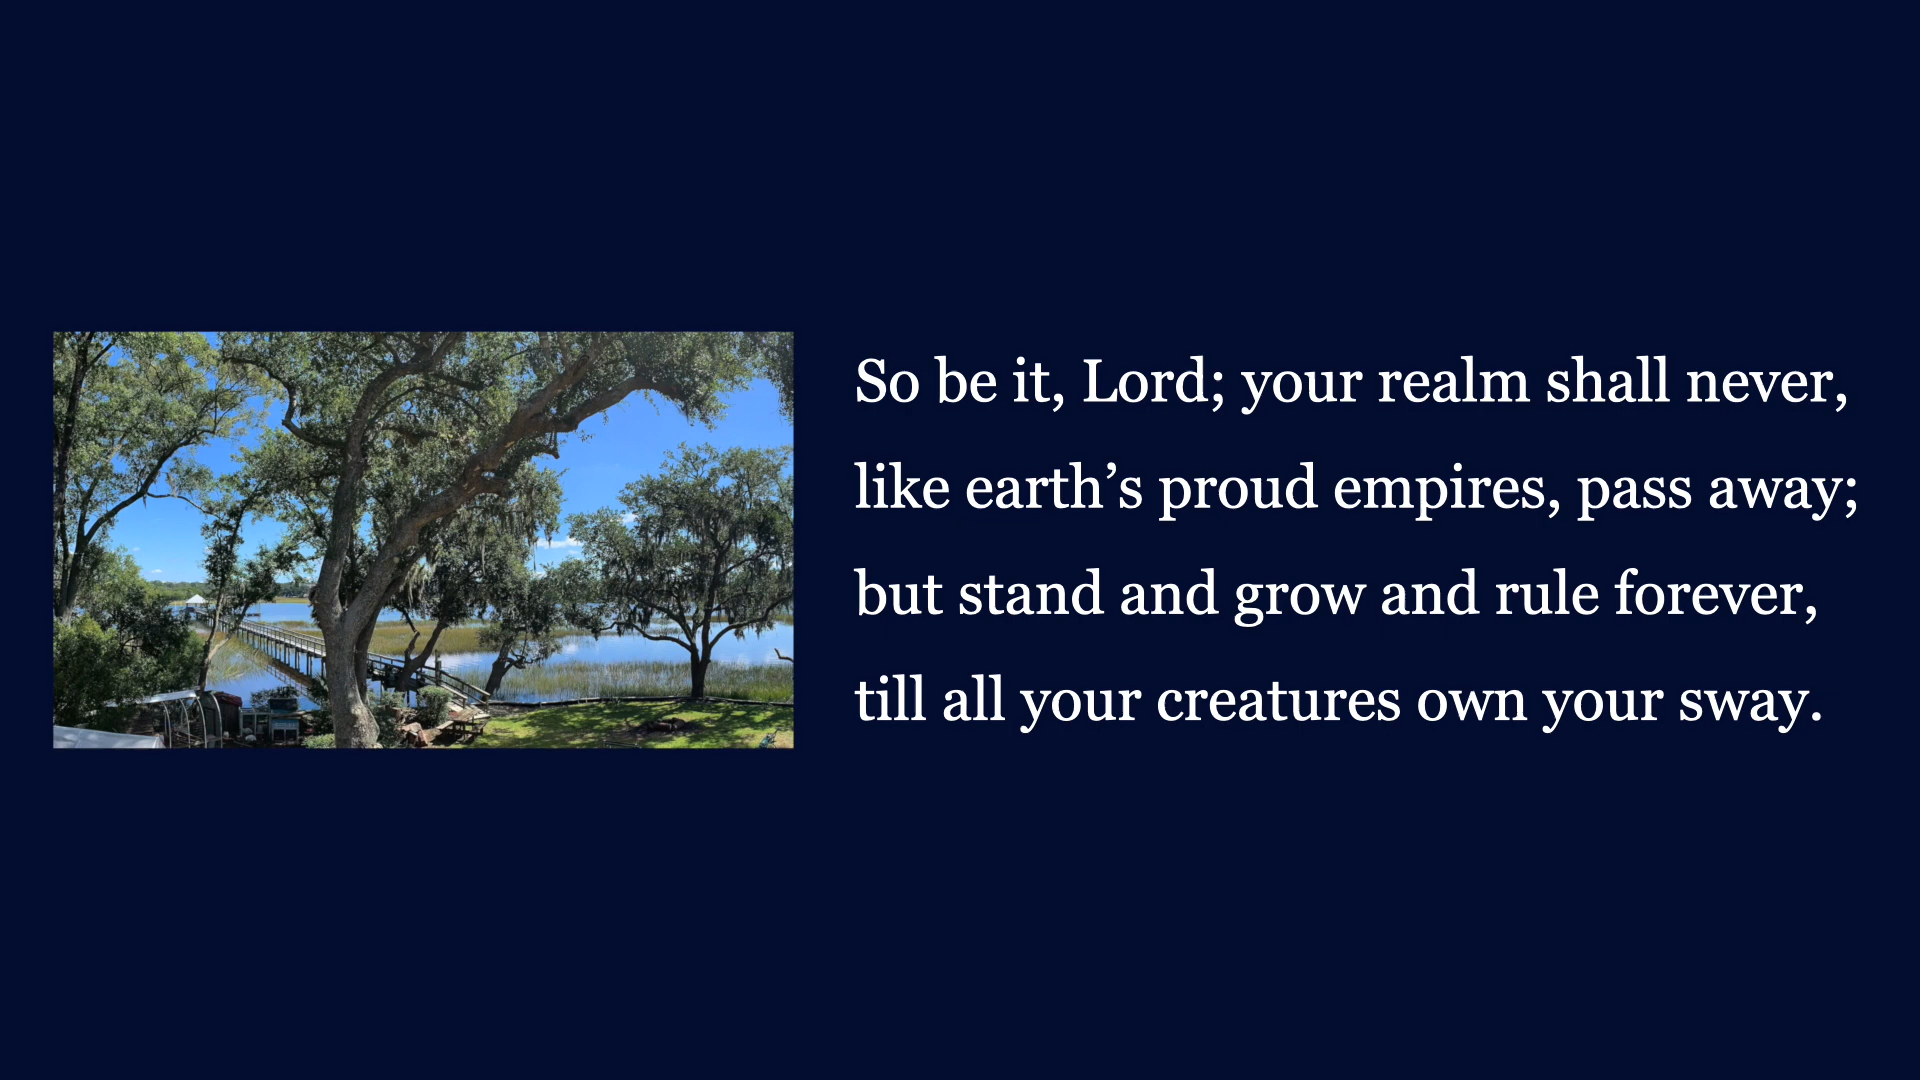 So be it, Lord; your realm shall never,
like earth’s proud empires, pass away;
but stand and grow and rule forever,
till all your creatures own your sway.